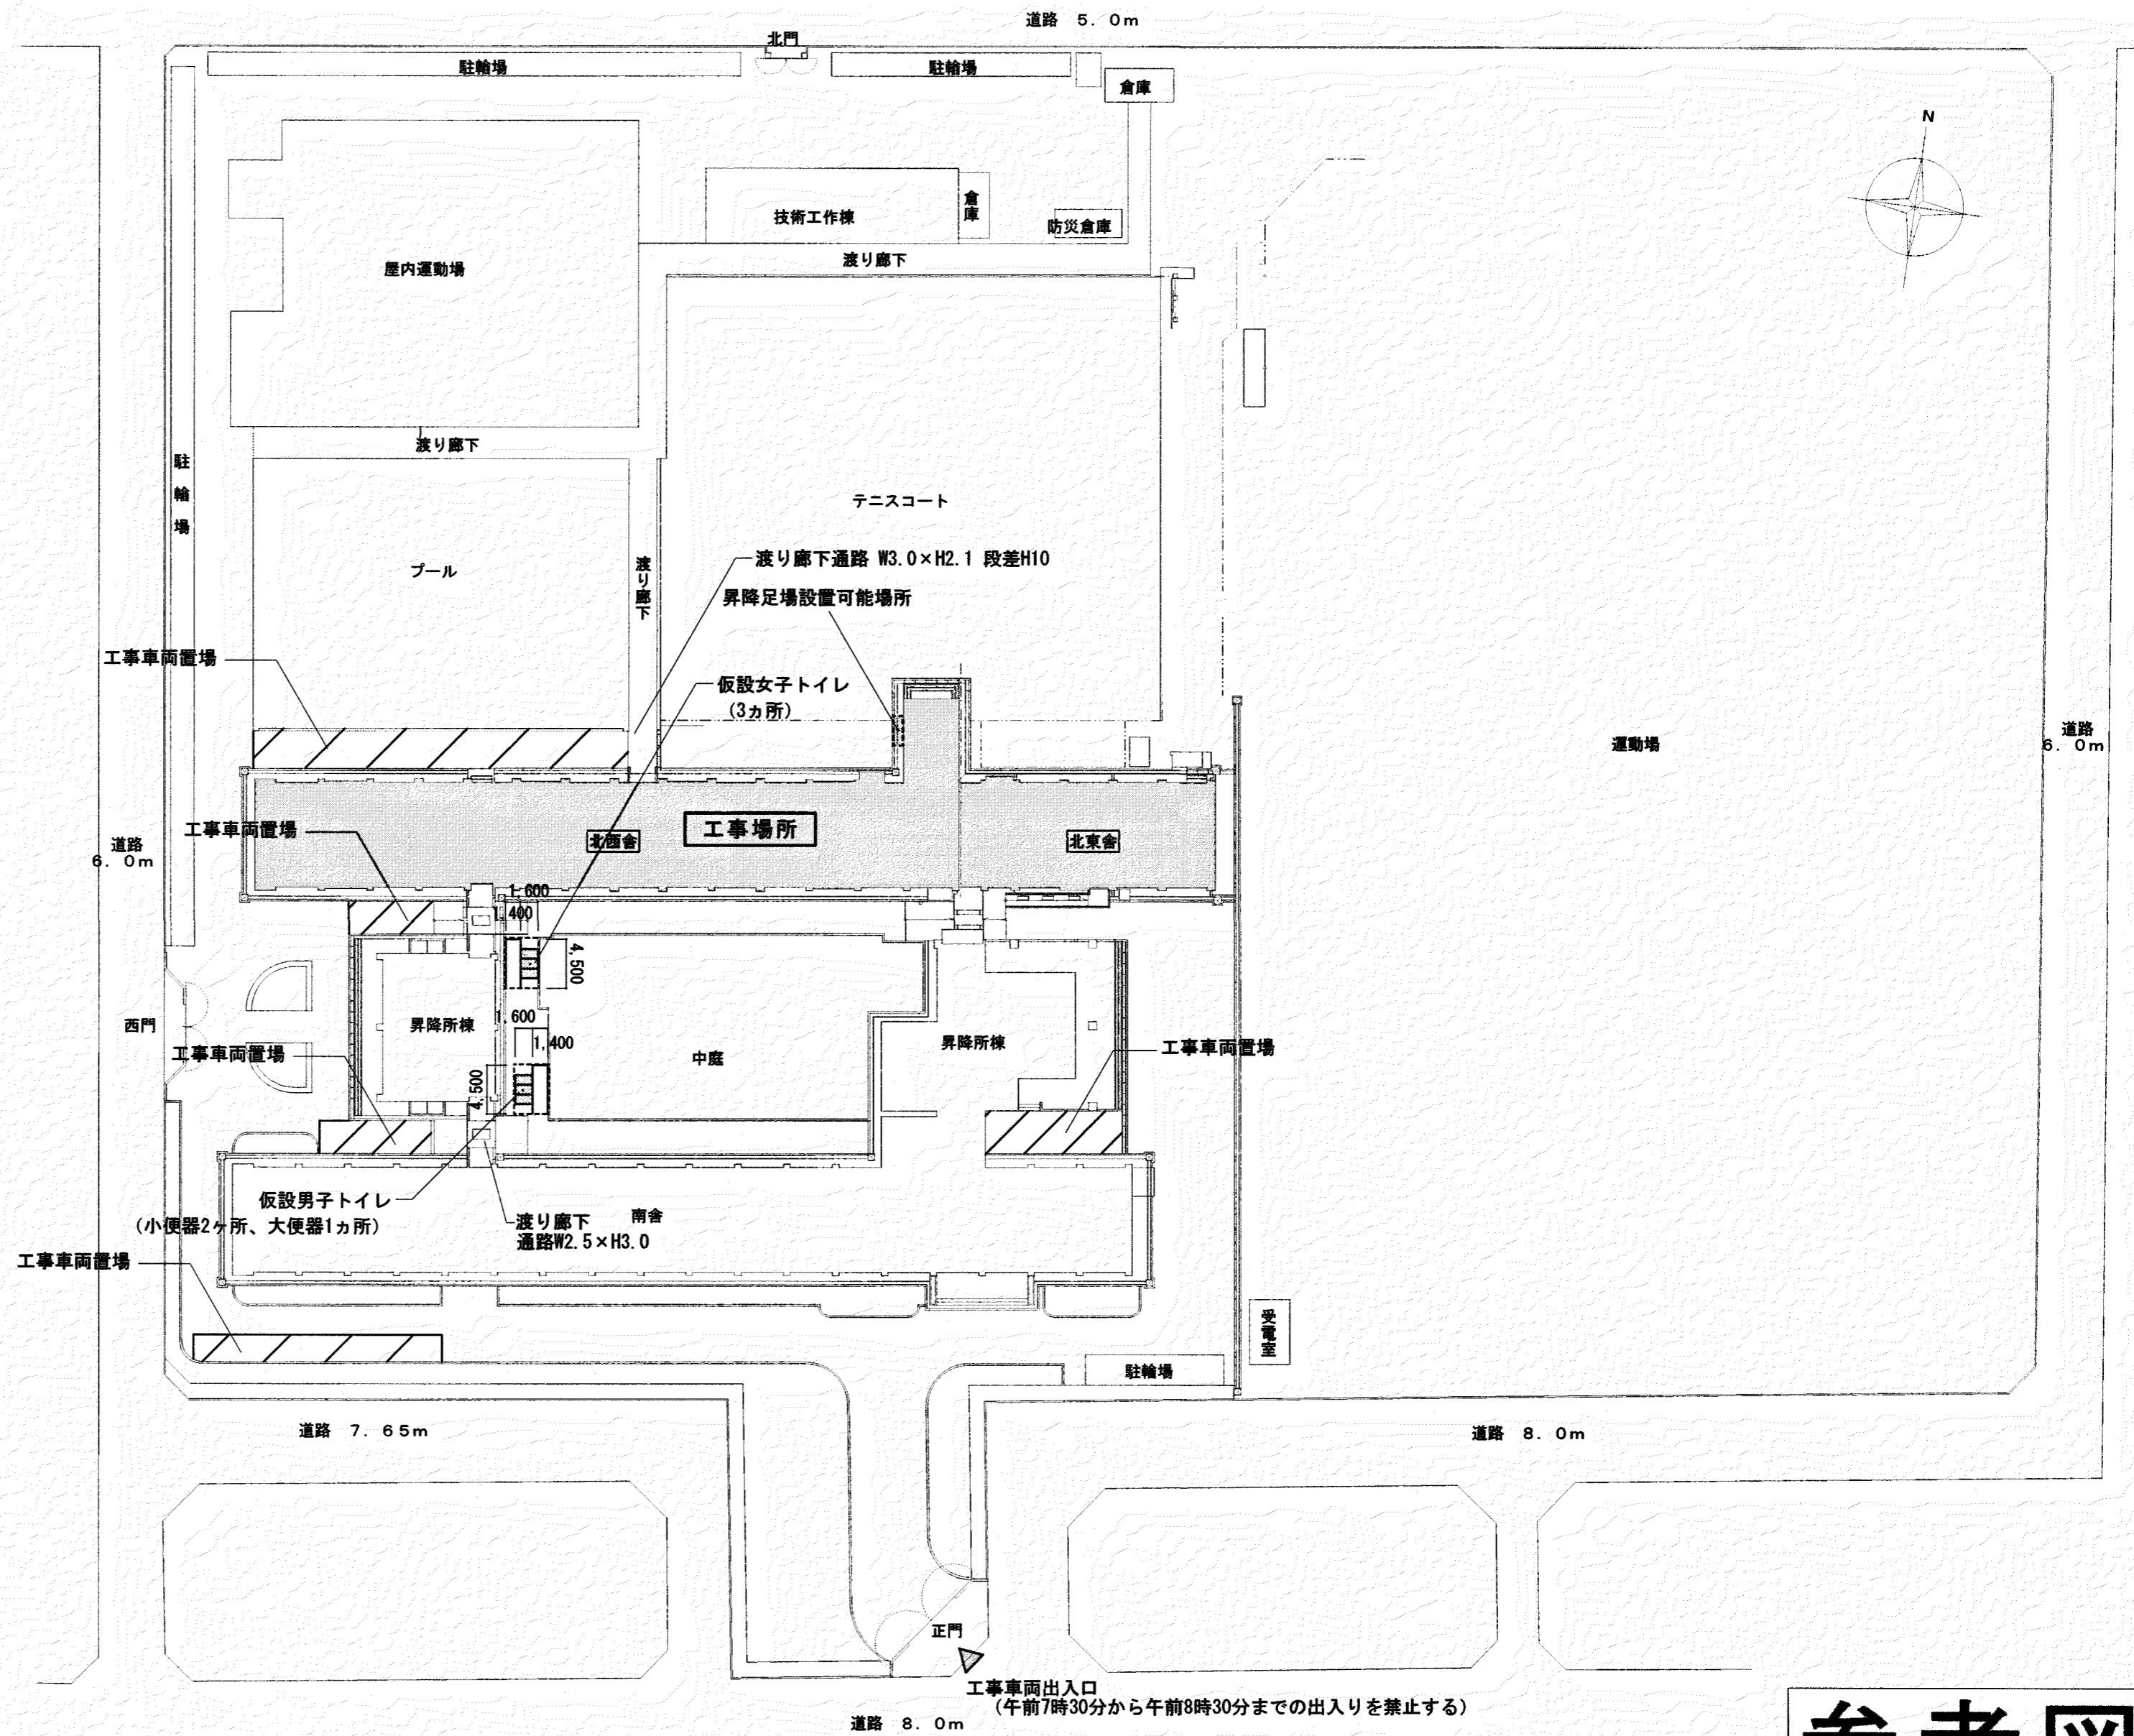 道路 5.0m
北門
駐輪場
駐輪場
倉庫
N
技術工作棟
倉庫
防災倉庫
屋内運動場
渡り廊下
渡り廊下
駐輪場
テニスコート
プール
渡り廊下
渡り廊下通路 W3.0×H2.1 段差H10
昇降足場設置可能場所
工事車両置場
仮設女子トイレ
(3ヵ所)
運動場
道路
6.0m
工事車両置場
北西舎
工事場所
北東舎
道路
6.0m
1,600
1,400
4,500
西門
昇降所棟
1,600
1,400
4,500
中庭
昇降所棟
工事車両置場
工事車両置場
仮設男子トイレ
(小便器2ヶ所、大便器1ヵ所)
渡り廊下
通路W2.5×H3.0
南舎
工事車両置場
受電室
駐輪場
道路 7.65m
道路 8.0m
正門
工事車両出入口
(午前7時30分から午前8時30分までの出入りを禁止する)
道路 8.0m
参考図